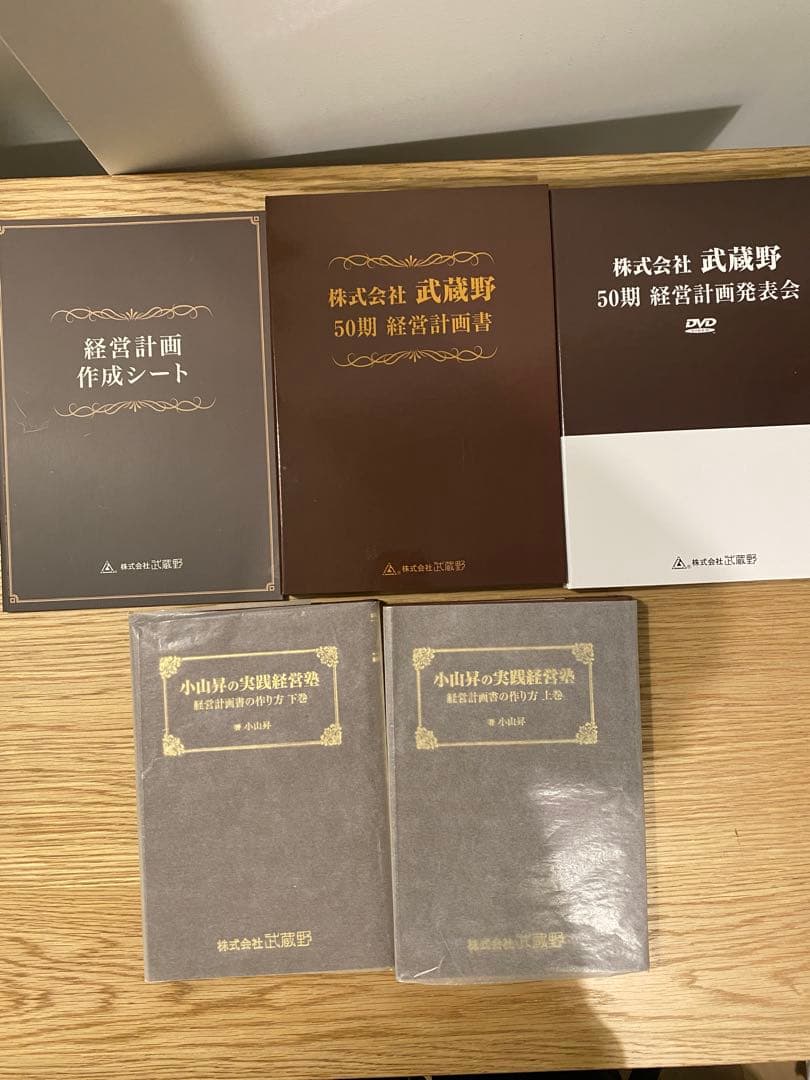 経営計画
作成シート
株式会社 武蔵野
株式会社 武蔵野
50期 経営計画書
株式会社 武蔵野
株式会社 武蔵野
50期 経営計画発表会
DVD
株式会社 武蔵野
小山昇の実践経営塾
経営計画書の作り方 下巻
著 小山昇
株式会社 武蔵野
小山昇の実践経営塾
経営計画書の作り方 上巻
著 小山昇
株式会社 武蔵野